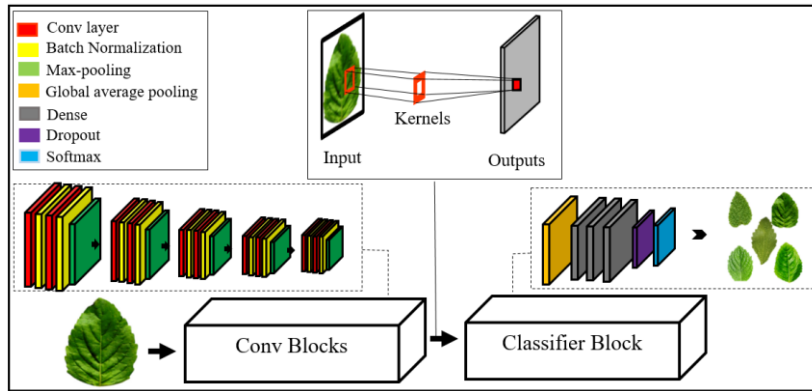 Conv layer
Batch Normalization
Max-pooling
Global average pooling
Dense
Dropout
Softmax
Kernels
Input
Outputs
Conv Blocks
Classifier Block